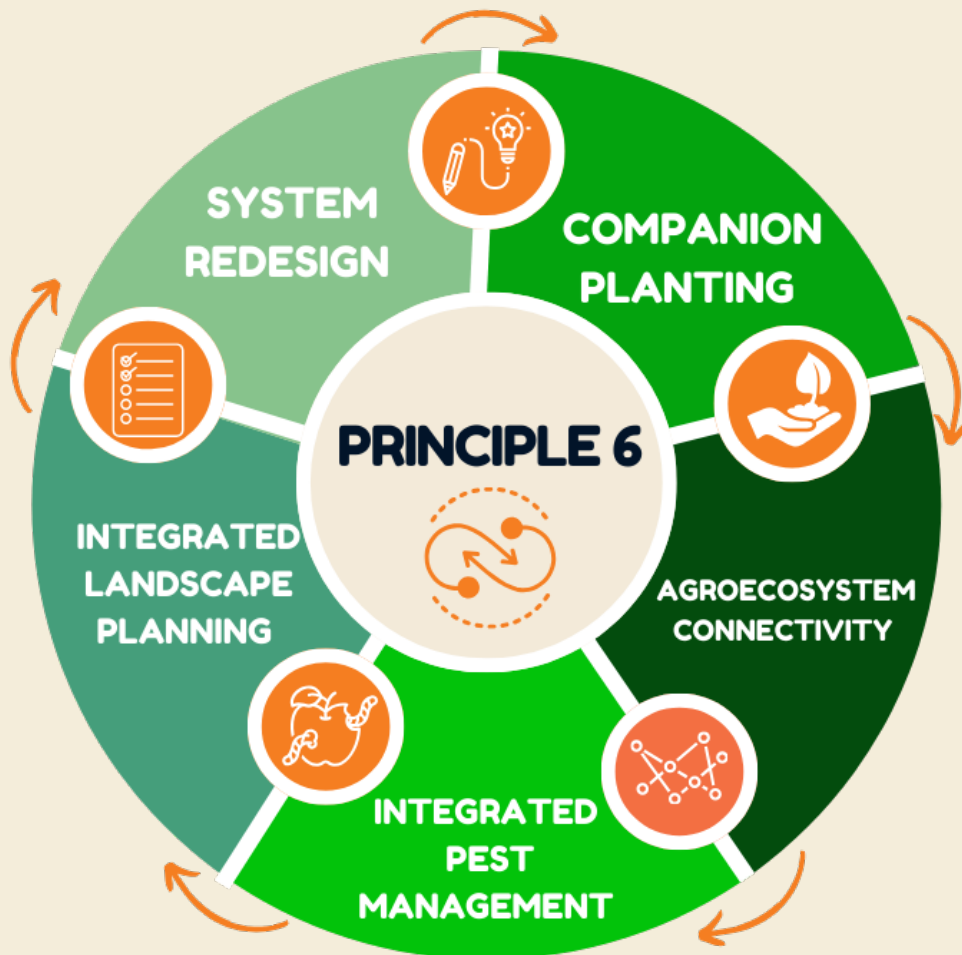 SYSTEM
REDESIGN
COMPANION
PLANTING
PRINCIPLE 6
INTEGRATED
LANDSCAPE
PLANNING
AGROECOSYSTEM
CONNECTIVITY
INTEGRATED
PEST
MANAGEMENT